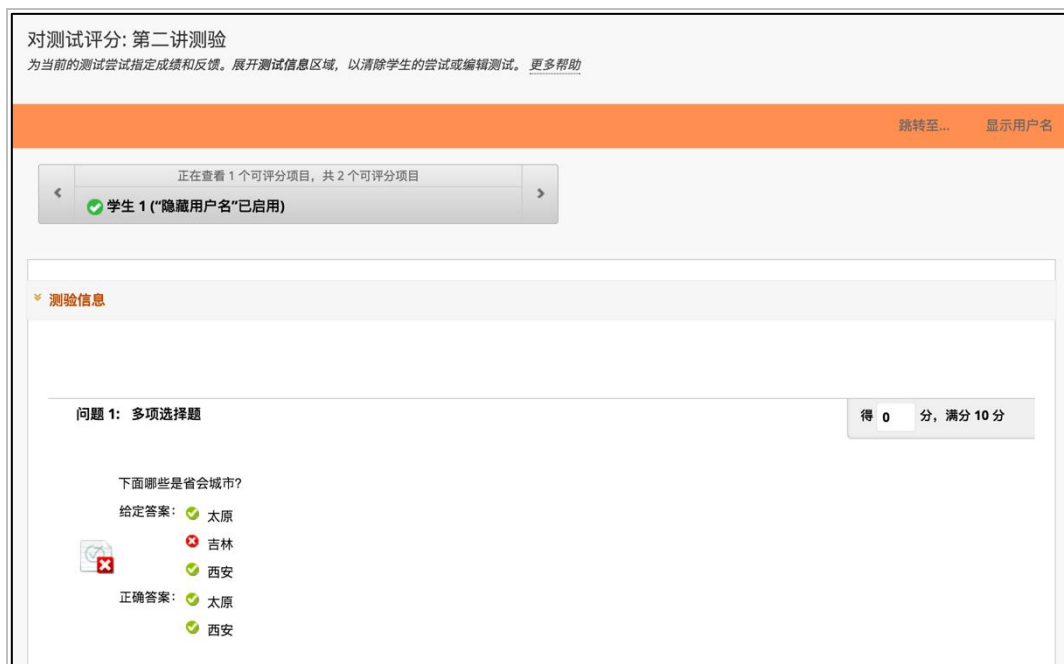 对测试评分: 第二讲测验
为当前的测试尝试指定成绩和反馈。展开测试信息区域，以清除学生的尝试或编辑测试。 更多帮助
跳转至... 显示用户名
正在查看 1 个可评分项目，共 2 个可评分项目
学生 1 (“隐藏用户名”已启用)
测验信息
问题 1: 多项选择题 得 0 分，满分 10 分
下面哪些是省会城市?
给定答案: 太原
吉林
西安
正确答案: 太原
西安